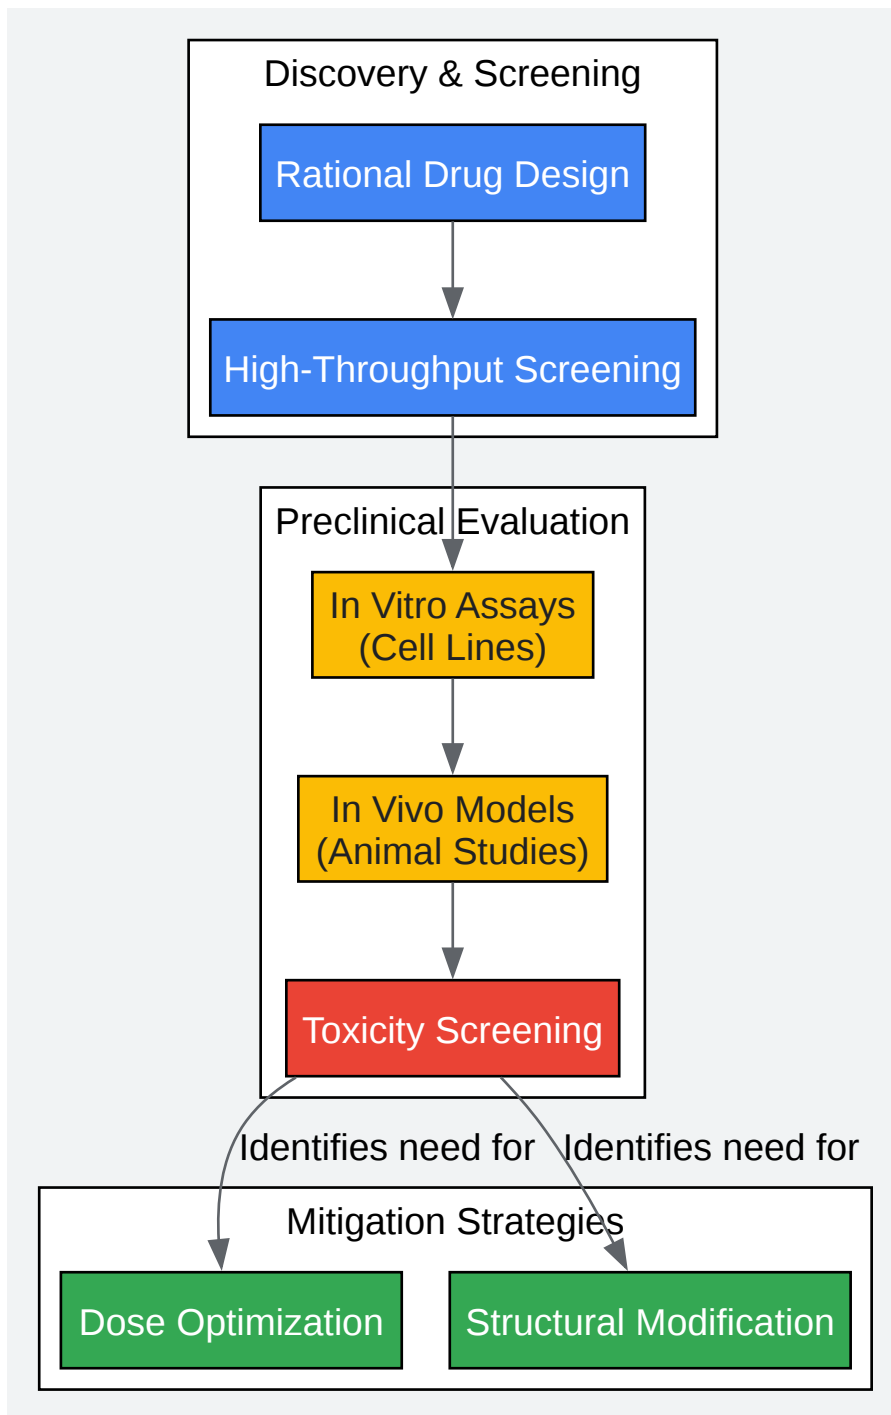 Discovery & Screening
Rational Drug Design
High-Throughput Screening
Preclinical Evaluation
In Vitro Assays
(Cell Lines)
In Vivo Models
(Animal Studies)
Toxicity Screening
Identifies need for
Identifies need for
Mitigation Strategies
Dose Optimization
Structural Modification